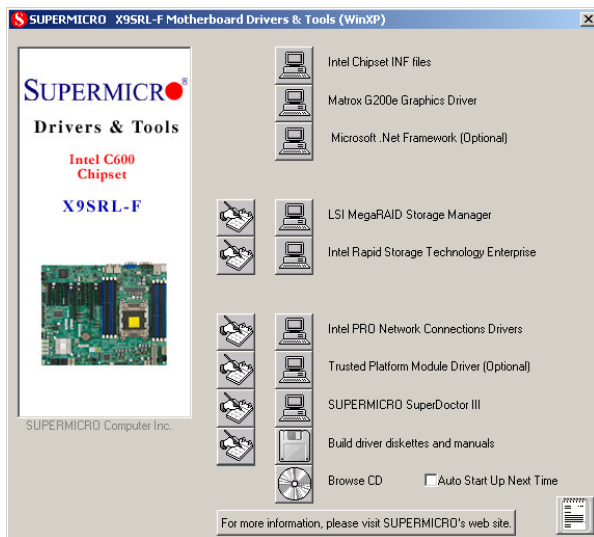 SUPERMICRO X9SRL-F Motherboard Drivers & Tools (WinXP)
SUPERMICRO
Drivers & Tools
Intel C600
Chipset
X9SRL-F
SUPERMICRO Computer Inc.
Intel Chipset INF files
Matrox G200e Graphics Driver
Microsoft .Net Framework (Optional)
LSI MegaRAID Storage Manager
Intel Rapid Storage Technology Enterprise
Intel PRO Network Connections Drivers
Trusted Platform Module Driver (Optional)
SUPERMICRO SuperDoctor III
Build driver diskettes and manuals
Browse CD Auto Start Up Next Time
For more information, please visit SUPERMICRO's web site.